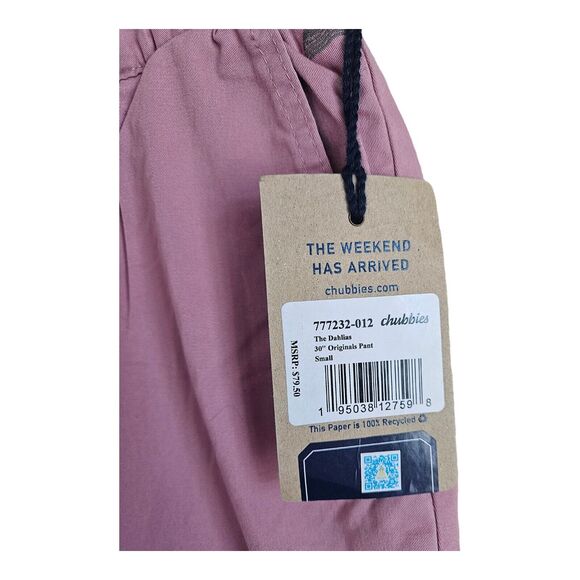 THE WEEKEND
HAS ARRIVED
chubbies.com
777232-012 chubbies
The Dahlias
30" Originals Pant
Small
MSRP: $79.50
1 95038 12759 8
This Paper is 100% Recycled